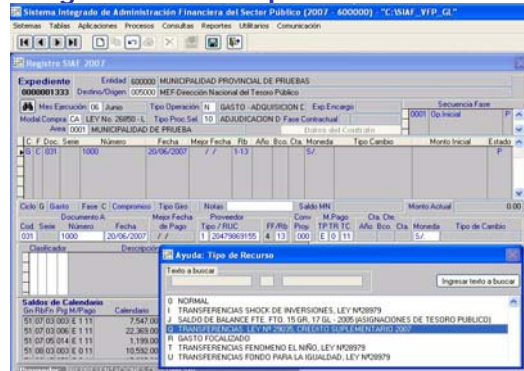 Sistema Integrado de Administración Financiera del Sector Público (2007 - 600000) - "C:\SIAF_VFP_GL"
Sistema Tablas Aplicaciones Procesos Consultas Reportes Utilitarios Comunicación
Registro SIAF 2007
Expediente Entidad 600000 MUNICIPALIDAD PROVINCIAL DE PRUEBAS
0000001333 Destino/Origen 005000 MEF-Dirección Nacional del Tesoro Público
Mes Ejecución 06 Junio Tipo Operación N GASTO - ADQUISICION Exp.Encargo Secuencia Fase
Modal.Compra CA LEY No. 26850 - L Tipo Proc.Sel. 10 ADJUDICACION D Fase Contractual 0001 Op.Inicial P
Area 0001 MUNICIPALIDAD DE PRUEBA Datos del Contrato
C F Doc. Serie Número Fecha Mejor Fecha Rb Año Bco. Cta. Moneda Tipo Cambio Monto Inicial Estado
G C 031 1000 20/06/2007 / / 1-13 S/. P
Ciclo G Gasto Fase C Compromiso Tipo Giro Notas Saldo MN Monto Actual 0.00
Documento A Mejor Fecha Proveedor Conv M.Pago Cta. Cte.
Cod. Serie Número Fecha de Pago Tipo / RUC FF/Rb Proy. TP TR TC Año Bco Cta Moneda Tipo de Cambio
031 1000 20/06/2007 / / 1 20479869155 4 13 000 E 0 11 S/.
Clasificador Descripción
Ayuda: Tipo de Recurso
Texto a buscar
Ingresar texto a buscar
0 NORMAL
I TRANSFERENCIAS SHOCK DE INVERSIONES, LEY Nº28979
J SALDO DE BALANCE FTE. FTO. 15 GR, 17 GL - 2005 (ASIGNACIONES DE TESORO PUBLICO)
Q TRANSFERENCIAS, LEY Nº 29035, CREDITO SUPLEMENTARIO 2007
R GASTO FOCALIZADO
T TRANSFERENCIAS FENOMENO EL NIÑO, LEY Nº28979
U TRANSFERENCIAS FONDO PARA LA IGUALDAD, LEY Nº28979
Saldos de Calendario
Gn RbFn Prg M/Pago Calendario
51 07 03 003 E 1 11 7,547.00
51 07 03 006 E 1 11 22,369.00
51 07 05 014 E 1 11 1,199.00
51 08 03 003 E 1 11 10,592.00